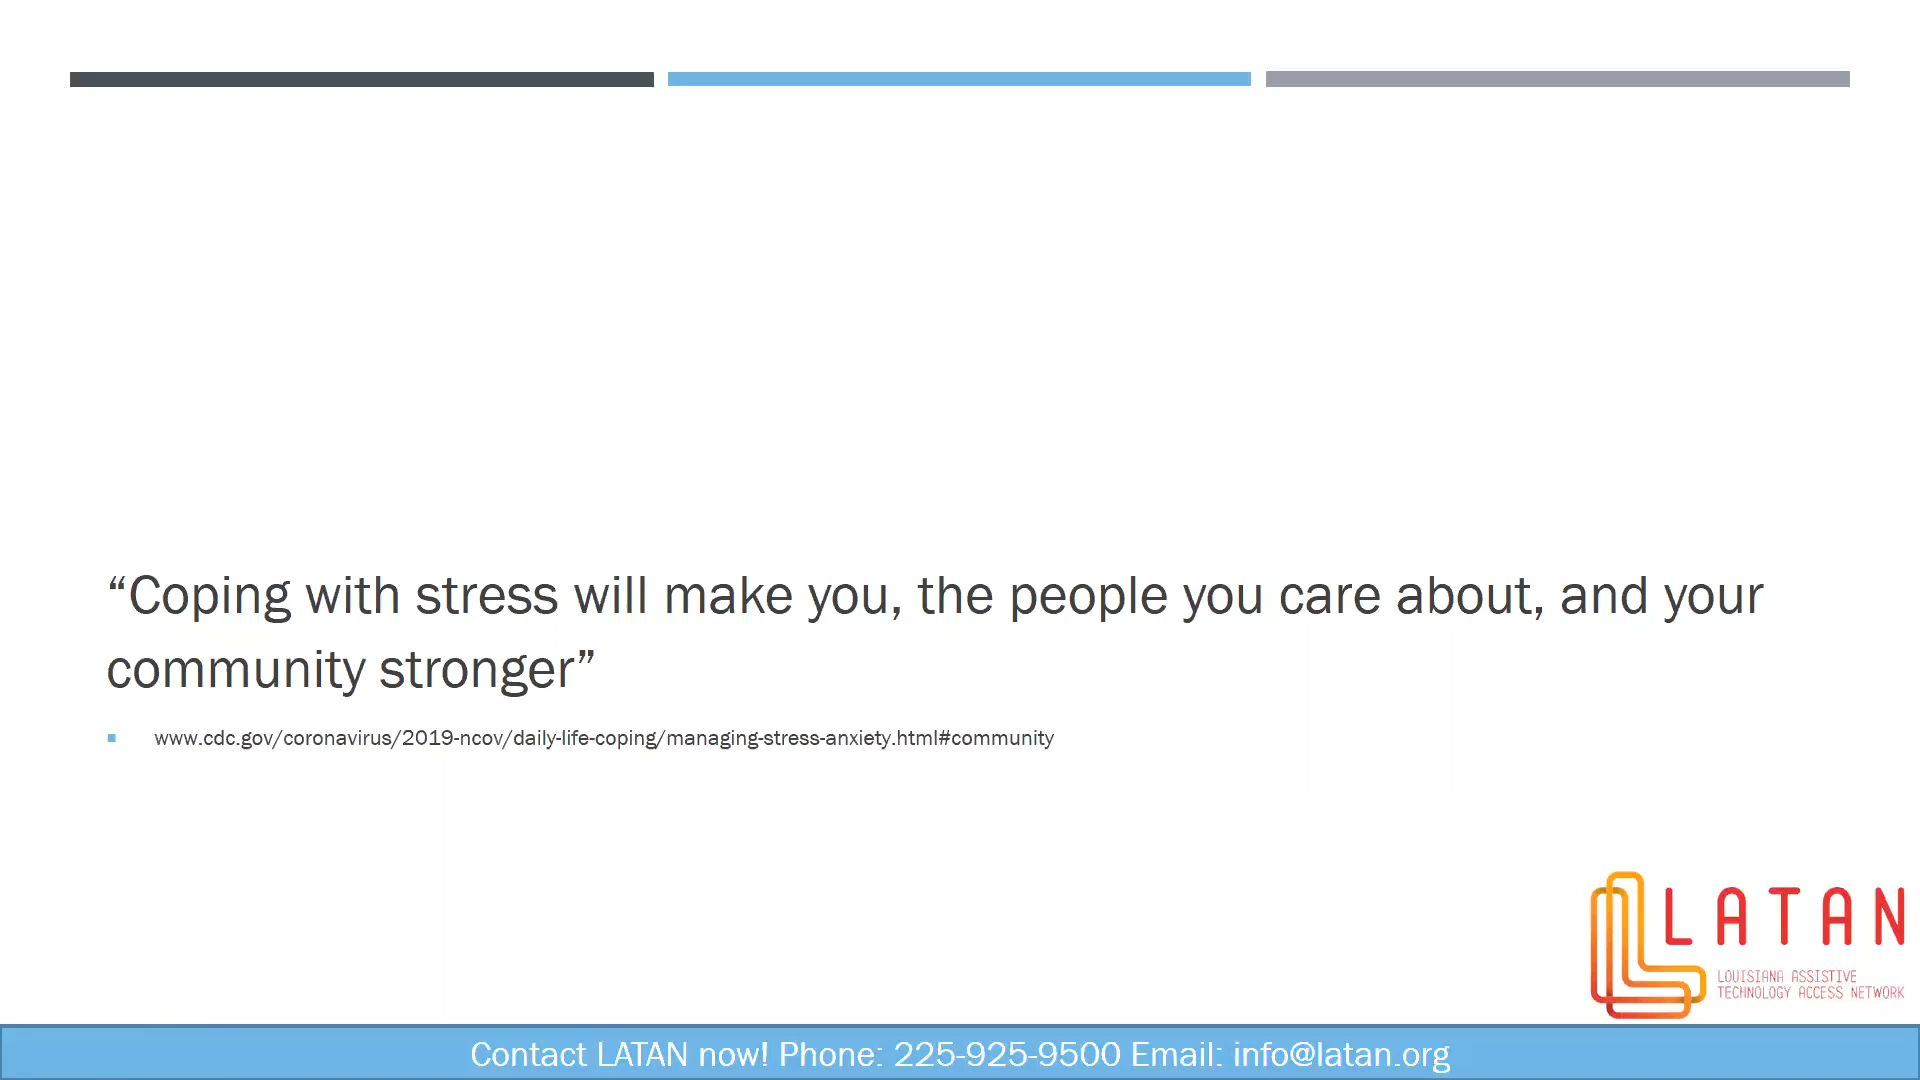 “Coping with stress will make you, the people you care about, and your
community stronger”
www.cdc.gov/coronavirus/2019-ncov/daily-life-coping/managing-stress-anxiety.html#community
LATAN
LOUISIANA ASSISTIVE
TECHNOLOGY ACCESS NETWORK
Contact LATAN now! Phone: 225-925-9500 Email: info@latan.org